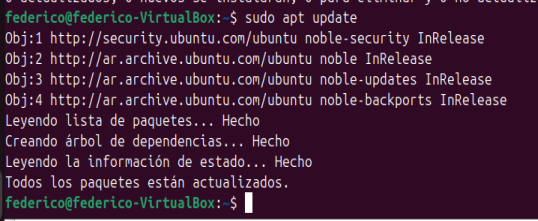 federico@federico-VirtualBox:~$ sudo apt update
Obj:1 http://security.ubuntu.com/ubuntu noble-security InRelease
Obj:2 http://ar.archive.ubuntu.com/ubuntu noble InRelease
Obj:3 http://ar.archive.ubuntu.com/ubuntu noble-updates InRelease
Obj:4 http://ar.archive.ubuntu.com/ubuntu noble-backports InRelease
Leyendo lista de paquetes... Hecho
Creando árbol de dependencias... Hecho
Leyendo la información de estado... Hecho
Todos los paquetes están actualizados.
federico@federico-VirtualBox:~$